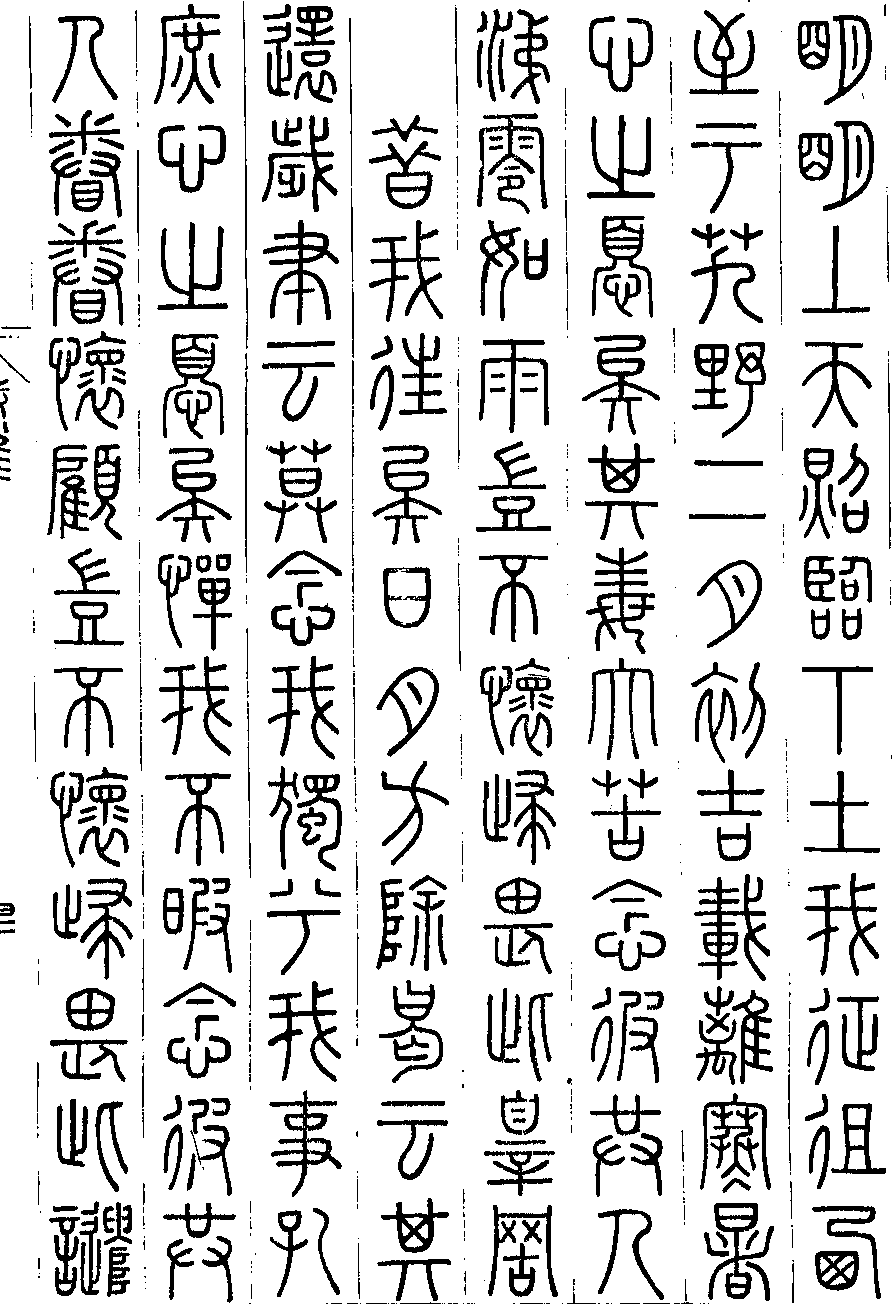 明明上天照臨下土我征徂西
至于艽野二月初吉載離寒暑
心之憂矣其毒大苦念彼共人
涕零如雨豈不懷歸畏此辠罟
昔我往矣日月方除曷云其
還歲聿云莫念我獨兮我事孔
庶心之憂矣憚我不暇念彼共
人眷眷懷顧豈不懷歸畏此譴